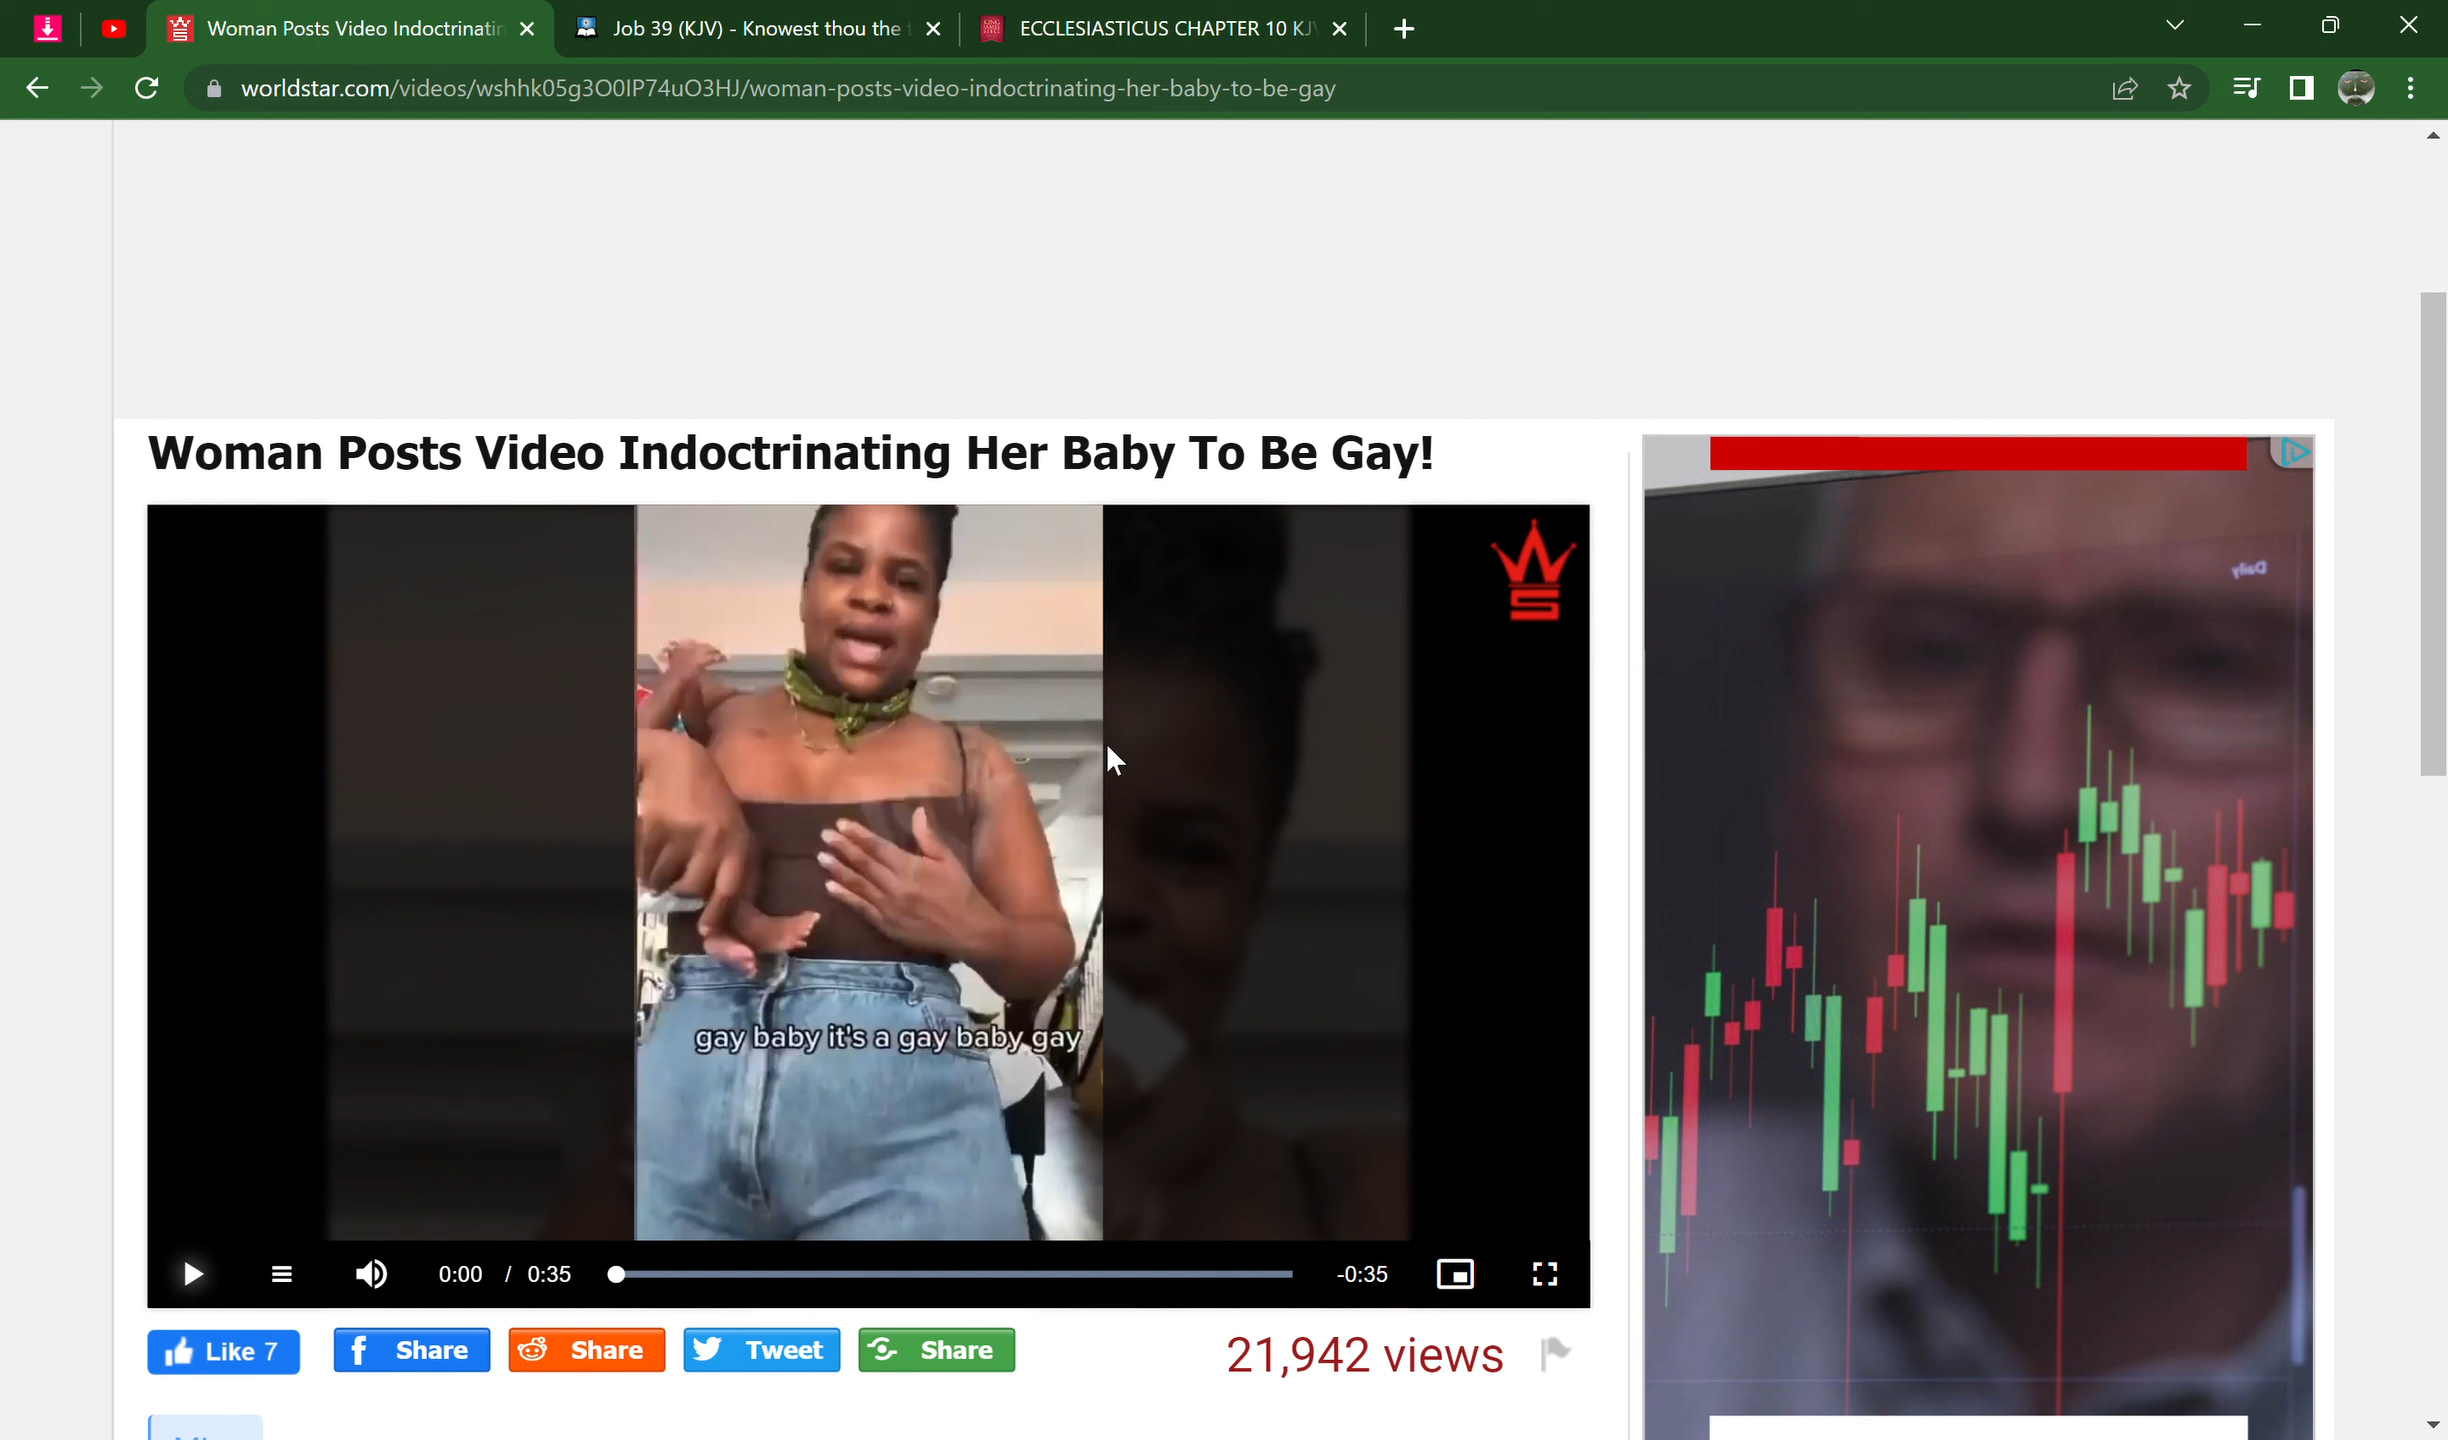 Woman Posts Video Indoctrinatin
Job 39 (KJV) - Knowest thou the
ECCLESIASTICUS CHAPTER 10 KJ
worldstar.com/videos/wshhk05g3O0IP74uO3HJ/woman-posts-video-indoctrinating-her-baby-to-be-gay
Woman Posts Video Indoctrinating Her Baby To Be Gay!
Daily
gay baby it's a gay baby gay
0:00 / 0:35
-0:35
Like 7
Share
Share
Tweet
Share
21,942 views